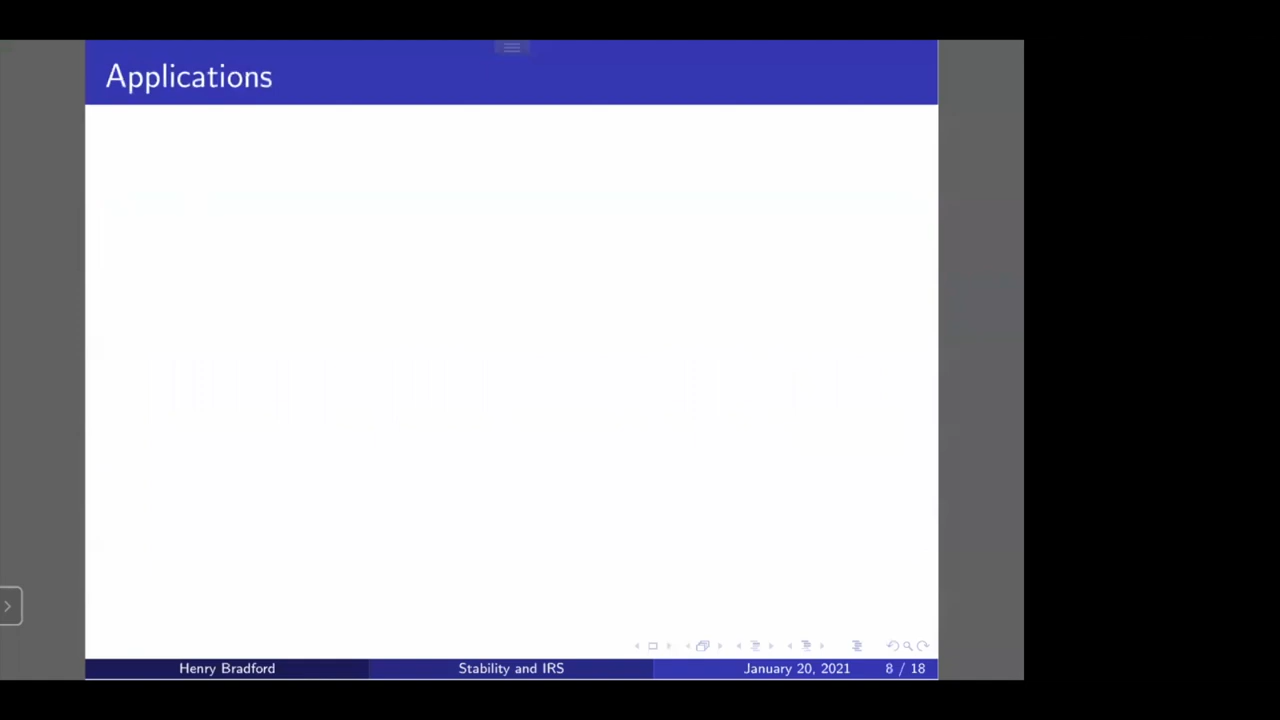 Applications
Henry Bradford
Stability and IRS
January 20, 2021
8 / 18